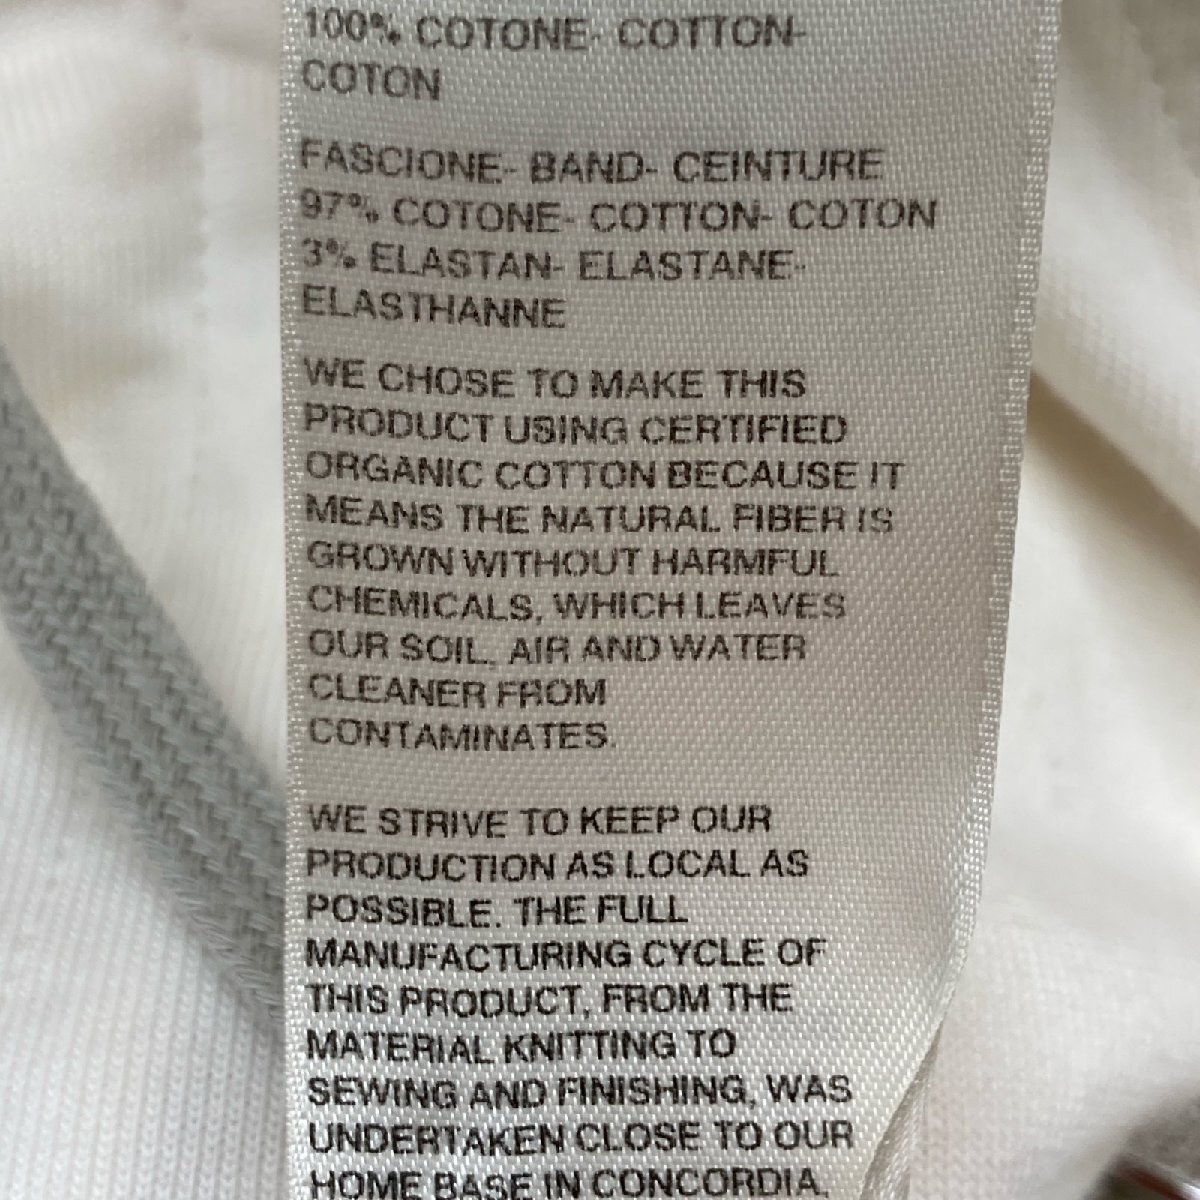 100% COTONE- COTTON-
COTON
FASCIONE- BAND- CEINTURE
97% COTONE- COTTON- COTON
3% ELASTAN- ELASTANE-
ELASTHANNE
WE CHOSE TO MAKE THIS
PRODUCT USING CERTIFIED
ORGANIC COTTON BECAUSE IT
MEANS THE NATURAL FIBER IS
GROWN WITHOUT HARMFUL
CHEMICALS, WHICH LEAVES
OUR SOIL, AIR AND WATER
CLEANER FROM
CONTAMINATES.
WE STRIVE TO KEEP OUR
PRODUCTION AS LOCAL AS
POSSIBLE. THE FULL
MANUFACTURING CYCLE OF
THIS PRODUCT, FROM THE
MATERIAL KNITTING TO
SEWING AND FINISHING, WAS
UNDERTAKEN CLOSE TO OUR
HOME BASE IN CONCORDIA,